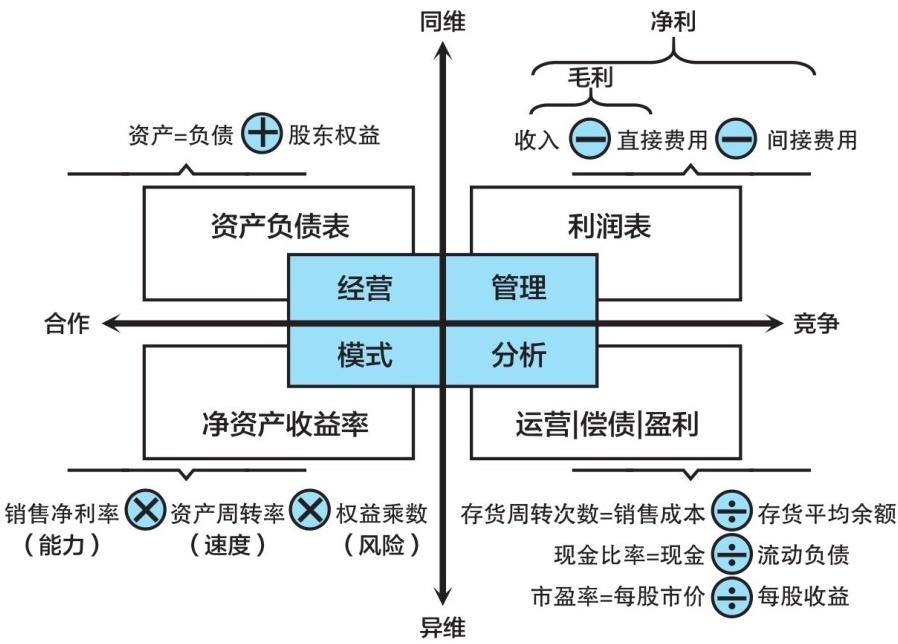 同维
净利
毛利
资产=负债 + 股东权益
收入 − 直接费用 − 间接费用
资产负债表
利润表
经营
管理
合作
竞争
模式
分析
净资产收益率
运营|偿债|盈利
销售净利率 × 资产周转率 × 权益乘数
（能力） （速度） （风险）
存货周转次数=销售成本 ÷ 存货平均余额
现金比率=现金 ÷ 流动负债
市盈率=每股市价 ÷ 每股收益
异维